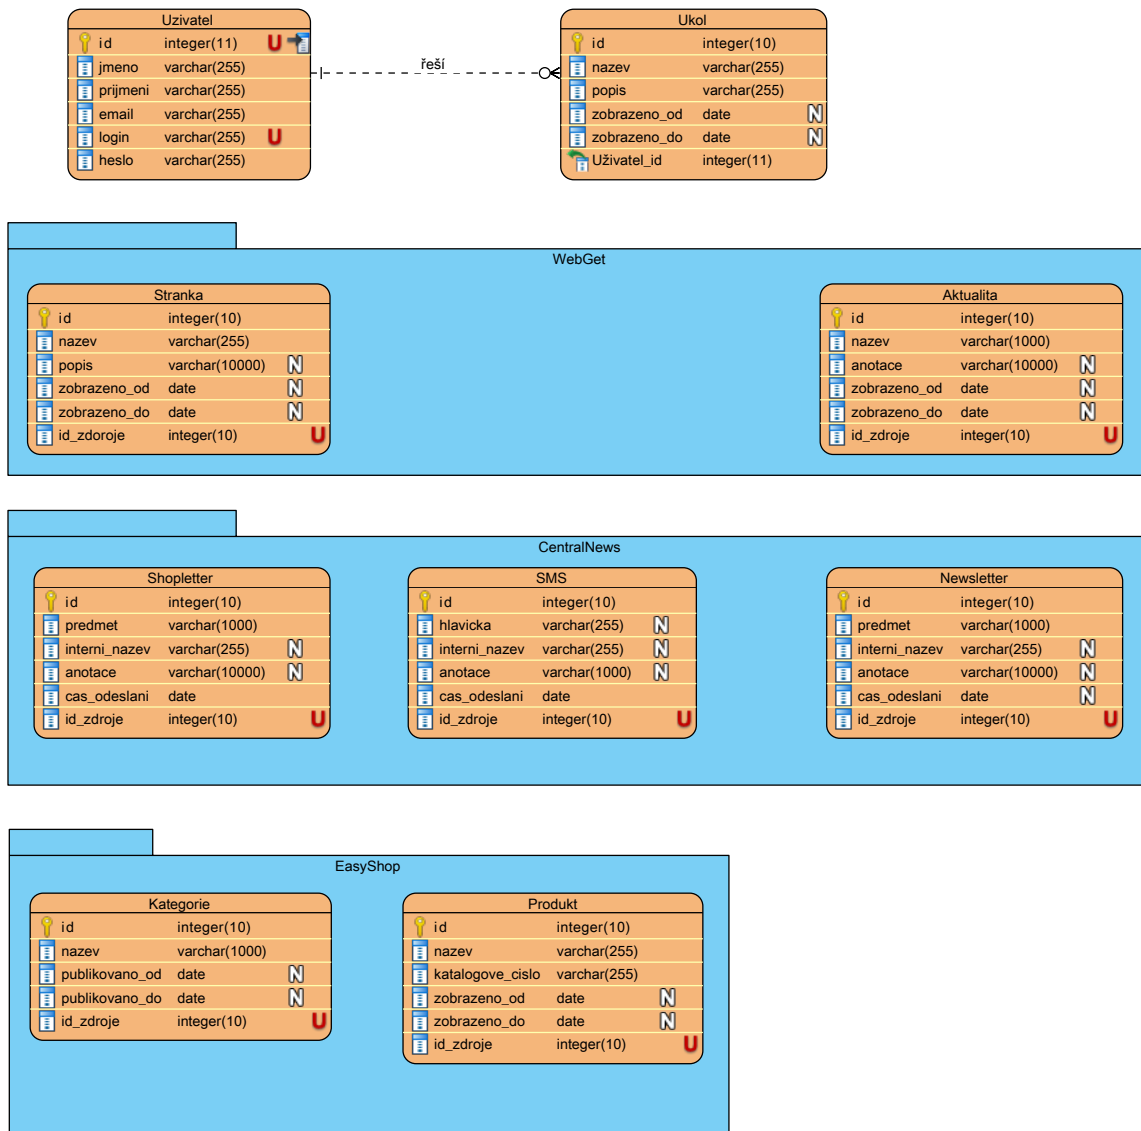 Uzivatel
id integer(11) U
jmeno varchar(255)
prijmeni varchar(255)
email varchar(255)
login varchar(255) U
heslo varchar(255)
řeší
Ukol
id integer(10)
nazev varchar(255)
popis varchar(255)
zobrazeno_od date N
zobrazeno_do date N
Uživatel_id integer(11)
WebGet
Stranka
id integer(10)
nazev varchar(255)
popis varchar(10000) N
zobrazeno_od date N
zobrazeno_do date N
id_zdoroje integer(10) U
Aktualita
id integer(10)
nazev varchar(1000)
anotace varchar(10000) N
zobrazeno_od date N
zobrazeno_do date N
id_zdroje integer(10) U
CentralNews
Shopletter
id integer(10)
predmet varchar(1000)
interni_nazev varchar(255) N
anotace varchar(10000) N
cas_odeslani date
id_zdroje integer(10) U
SMS
id integer(10)
hlavicka varchar(255) N
interni_nazev varchar(255) N
anotace varchar(1000) N
cas_odeslani date
id_zdroje integer(10) U
Newsletter
id integer(10)
predmet varchar(1000)
interni_nazev varchar(255) N
anotace varchar(10000) N
cas_odeslani date N
id_zdroje integer(10) U
EasyShop
Kategorie
id integer(10)
nazev varchar(1000)
publikovano_od date N
publikovano_do date N
id_zdroje integer(10) U
Produkt
id integer(10)
nazev varchar(255)
katalogove_cislo varchar(255)
zobrazeno_od date N
zobrazeno_do date N
id_zdroje integer(10) U